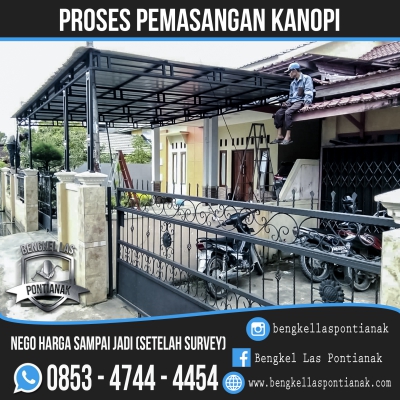 PROSES PEMASANGAN KANOPI
BENGKEL LAS
PONTIANAK
bengkellaspontianak
NEGO HARGA SAMPAI JADI (SETELAH SURVEY)
Bengkel Las Pontianak
0853 - 4744 - 4454
www.bengkellaspontianak.com